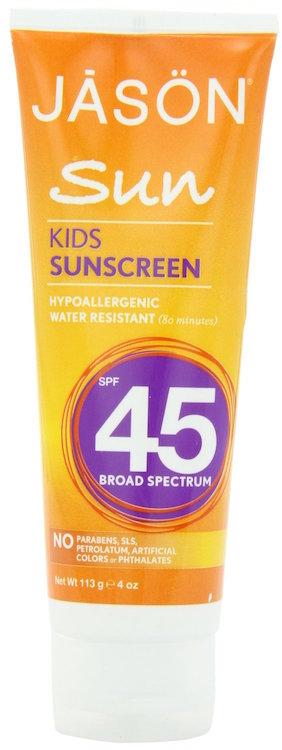 JĀSÖN®
Sun
KIDS
SUNSCREEN
HYPOALLERGENIC
WATER RESISTANT (80 minutes)
SPF
45
BROAD SPECTRUM
NO PARABENS, SLS,
PETROLATUM, ARTIFICIAL
COLORS or PHTHALATES
Net Wt 113 g ℮ 4 oz